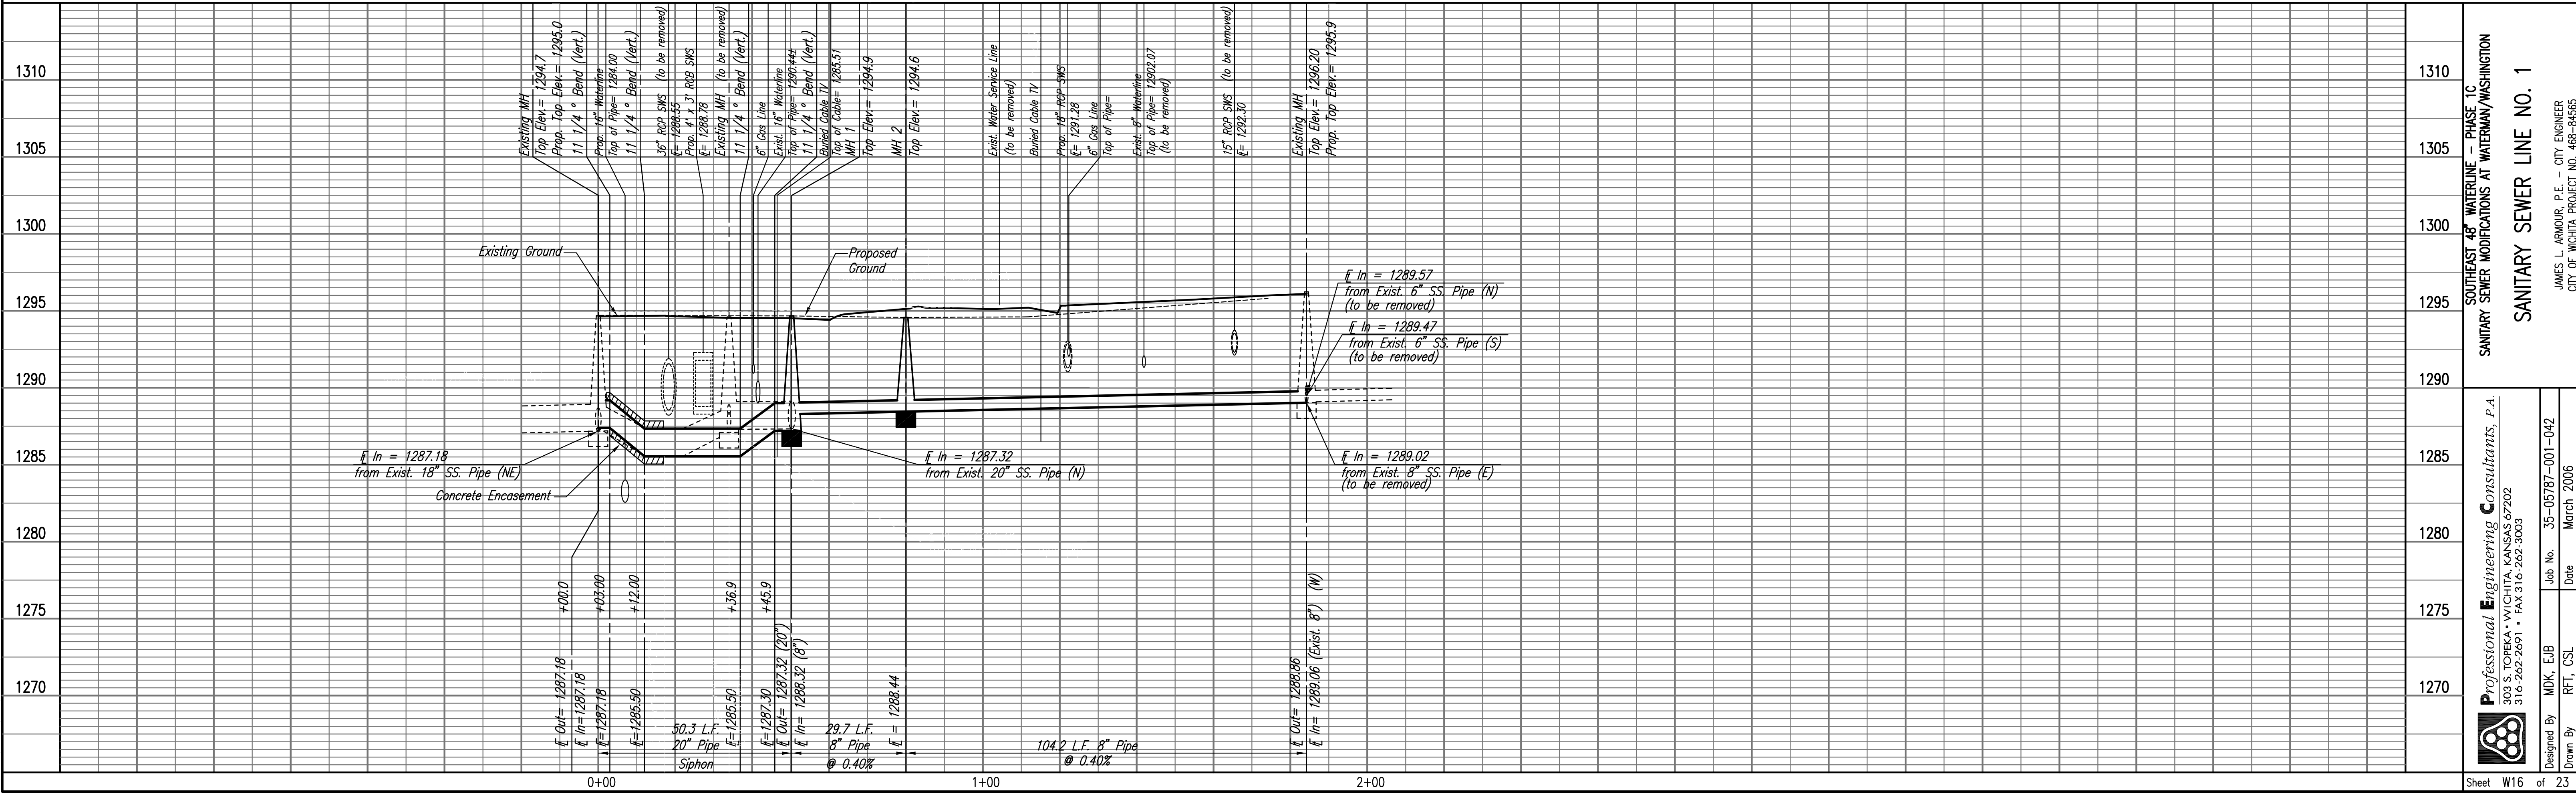 1310
1305
1300
1295
1290
1285
1280
1275
1270
Existing MH
Top Elev.= 1294.7
Prop. Top Elev.= 1295.0
11 1/4 ° Bend (Vert.)
Prop. 16" Waterline
Top of Pipe= 1284.00
11 1/4 ° Bend (Vert.)
36" RCP SWS (to be removed)
℄= 1288.55
Prop. 4' x 3' RCB SWS
℄= 1288.78
Existing MH (to be removed)
11 1/4 ° Bend (Vert.)
6" Gas Line
Exist. 16" Waterline
Top of Pipe= 1290.44±
11 1/4 ° Bend (Vert.)
Buried Cable TV
Top of Cable= 1285.51
MH 1
Top Elev.= 1294.9
MH 2
Top Elev.= 1294.6
Exist. Water Service Line
(to be removed)
Buried Cable TV
Prop. 18" RCP SWS
℄= 1291.28
6" Gas Line
Top of Pipe=
Exist. 8" Waterline
Top of Pipe= 12902.07
(to be removed)
15" RCP SWS (to be removed)
℄= 1292.30
Existing MH
Top Elev.= 1296.20
Prop. Top Elev.= 1295.9
Existing Ground
Proposed
Ground
℄ In = 1289.57
from Exist. 6" SS. Pipe (N)
(to be removed)
℄ In = 1289.47
from Exist. 6" SS. Pipe (S)
(to be removed)
℄ In = 1287.18
from Exist. 18" SS. Pipe (NE)
Concrete Encasement
℄ In = 1287.32
from Exist. 20" SS. Pipe (N)
℄ In = 1289.02
from Exist. 8" SS. Pipe (E)
(to be removed)
+00.0
+03.00
+12.00
+36.9
+45.9
℄ Out= 1287.18
℄ In=1287.18
℄=1287.18
℄=1285.50
℄=1285.50
℄=1287.30
℄ Out= 1287.32 (20")
℄ In= 1288.32 (8")
℄ = 1288.44
℄ Out= 1288.86
℄ In= 1289.06 (Exist. 8") (W)
50.3 L.F.
20" Pipe
Siphon
29.7 L.F.
8" Pipe
@ 0.40%
104.2 L.F. 8" Pipe
@ 0.40%
0+00
1+00
2+00
1310
1305
1300
1295
1290
1285
1280
1275
1270
SOUTHEAST 48" WATERLINE - PHASE 1C
SANITARY SEWER MODIFICATIONS AT WATERMAN/WASHINGTON
SANITARY SEWER LINE NO. 1
JAMES L. ARMOUR, P.E. - CITY ENGINEER
CITY OF WICHITA PROJECT NO. 468-84565
Professional Engineering Consultants, P.A.
303 S. TOPEKA • WICHITA, KANSAS 67202
316-262-2691 • FAX 316-262-3003
Designed By MDK, EJB
Job No. 35-05787-001-042
Drawn By RFT, CSL
Date March 2006
Sheet W16 of 23